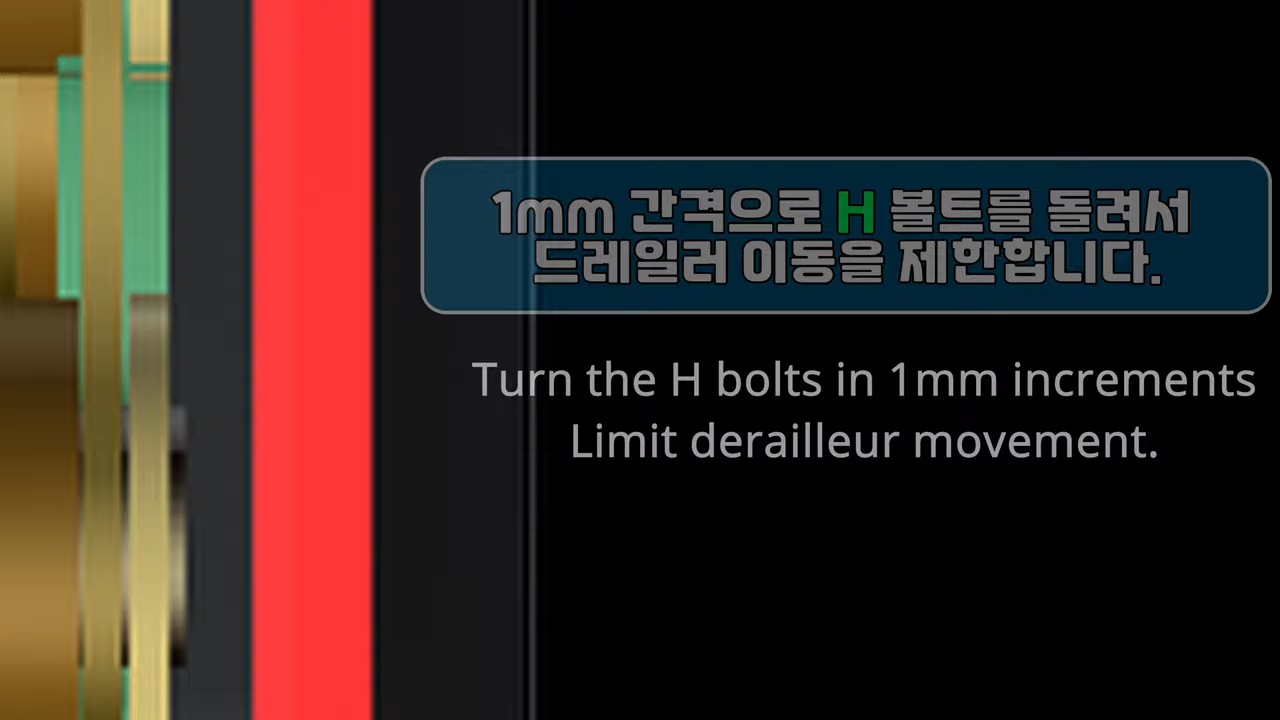 1mm 간격으로 H 볼트를 돌려서
드레일러 이동을 제한합니다.
Turn the H bolts in 1mm increments
Limit derailleur movement.